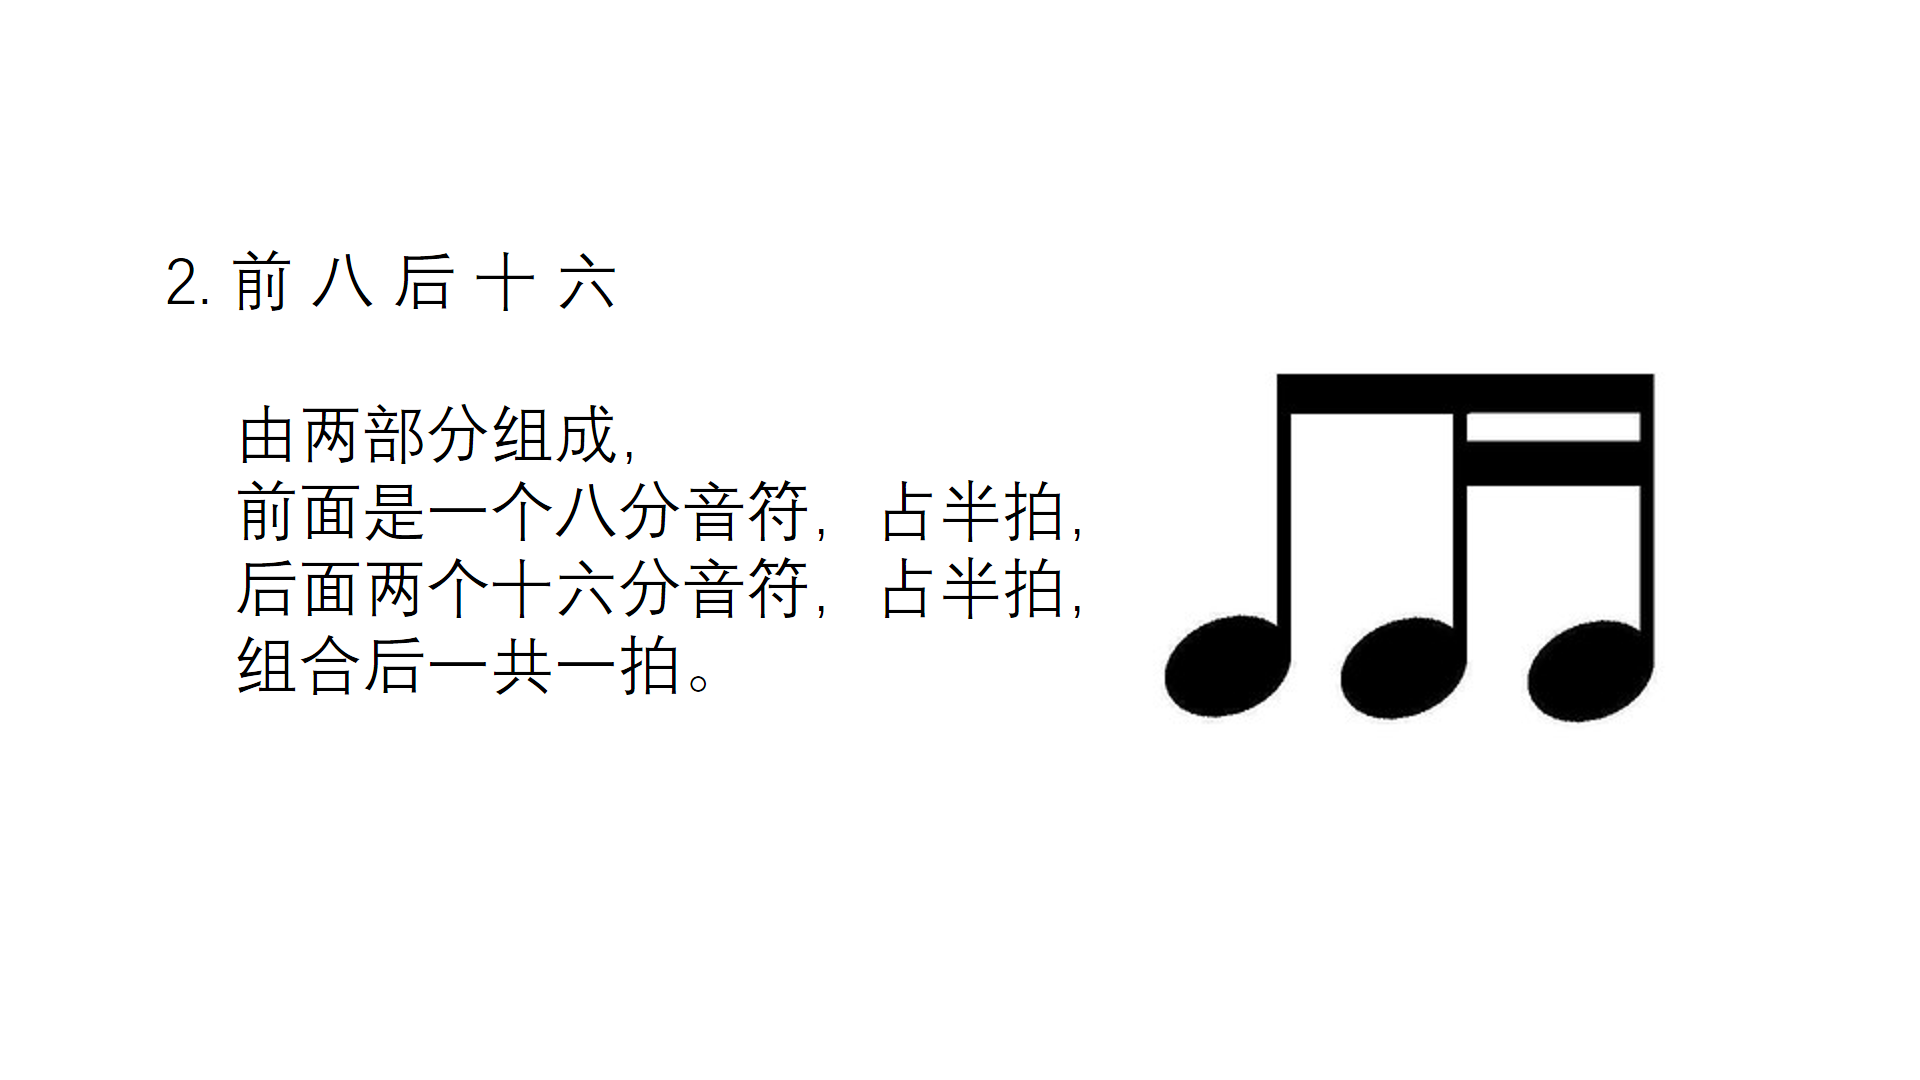 2. 前 八 后 十 六
由两部分组成，
前面是一个八分音符，占半拍，
后面两个十六分音符，占半拍，
组合后一共一拍。